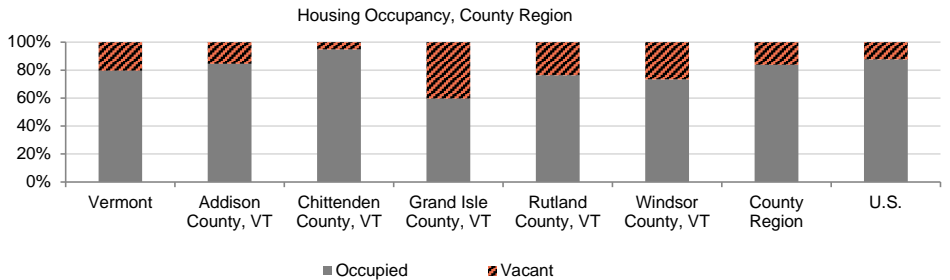 Housing Occupancy, County Region
100%
80%
60%
40%
20%
0%
Vermont
Addison
County, VT
Chittenden
County, VT
Grand Isle
County, VT
Rutland
County, VT
Windsor
County, VT
County
Region
U.S.
Occupied
Vacant